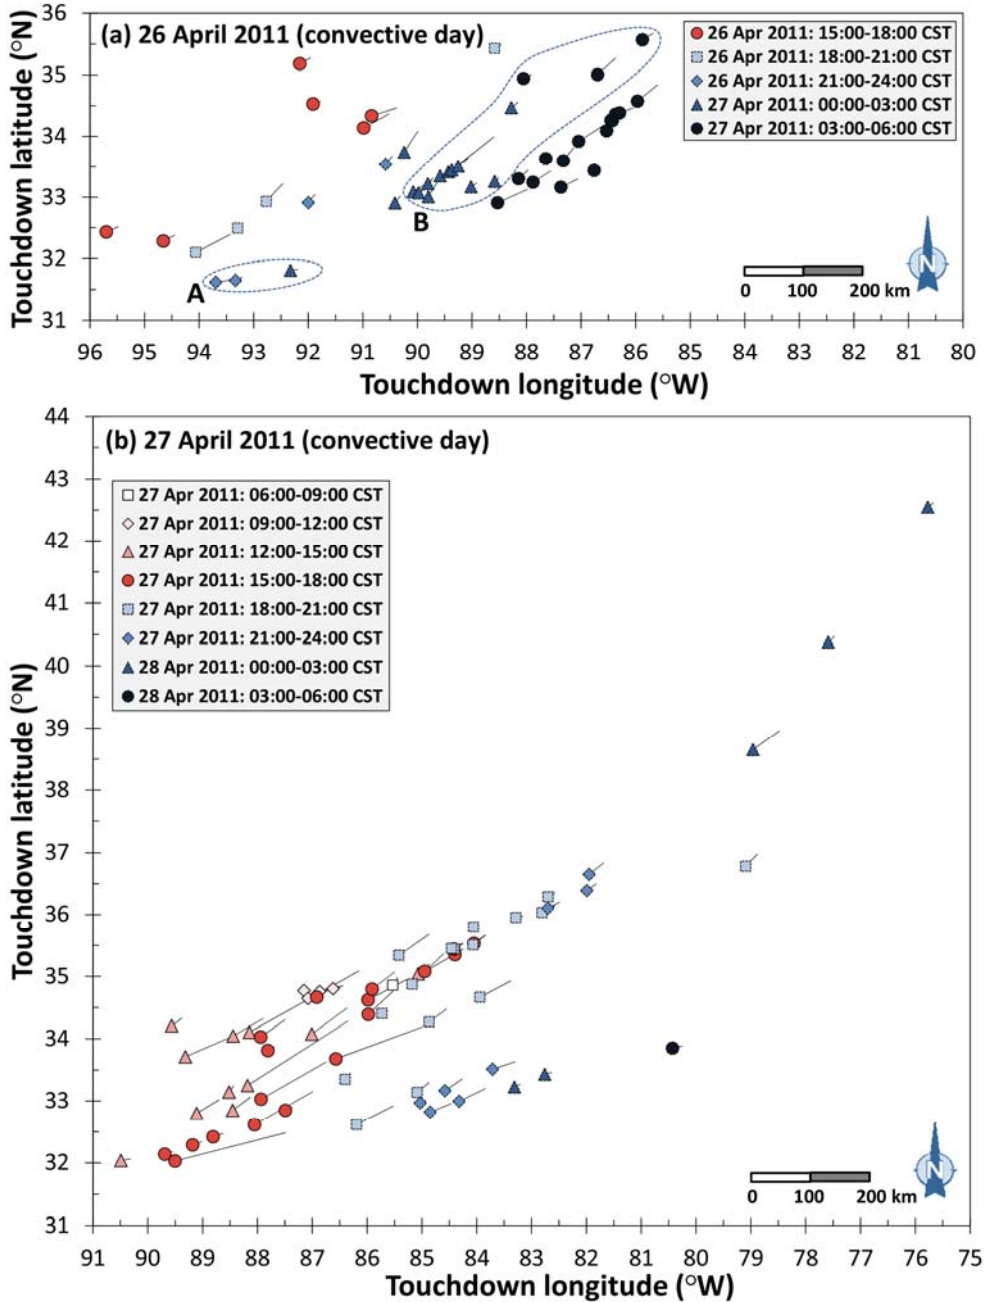 (a) 26 April 2011 (convective day)
26 Apr 2011: 15:00-18:00 CST
26 Apr 2011: 18:00-21:00 CST
26 Apr 2011: 21:00-24:00 CST
27 Apr 2011: 00:00-03:00 CST
27 Apr 2011: 03:00-06:00 CST
Touchdown latitude (°N)
36
35
34
33
32
31
A
B
N
0 100 200 km
96 95 94 93 92 91 90 89 88 87 86 85 84 83 82 81 80
Touchdown longitude (°W)
(b) 27 April 2011 (convective day)
27 Apr 2011: 06:00-09:00 CST
27 Apr 2011: 09:00-12:00 CST
27 Apr 2011: 12:00-15:00 CST
27 Apr 2011: 15:00-18:00 CST
27 Apr 2011: 18:00-21:00 CST
27 Apr 2011: 21:00-24:00 CST
28 Apr 2011: 00:00-03:00 CST
28 Apr 2011: 03:00-06:00 CST
Touchdown latitude (°N)
44
43
42
41
40
39
38
37
36
35
34
33
32
31
N
0 100 200 km
91 90 89 88 87 86 85 84 83 82 81 80 79 78 77 76 75
Touchdown longitude (°W)